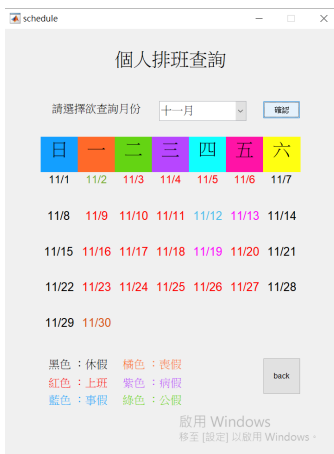 schedule
個人排班查詢
請選擇欲查詢月份 十一月 確認
日 一 二 三 四 五 六
11/1 11/2 11/3 11/4 11/5 11/6 11/7
11/8 11/9 11/10 11/11 11/12 11/13 11/14
11/15 11/16 11/17 11/18 11/19 11/20 11/21
11/22 11/23 11/24 11/25 11/26 11/27 11/28
11/29 11/30
黑色：休假 橘色：喪假
紅色：上班 紫色：病假
藍色：事假 綠色：公假
back
啟用 Windows
移至 [設定] 以啟用 Windows。